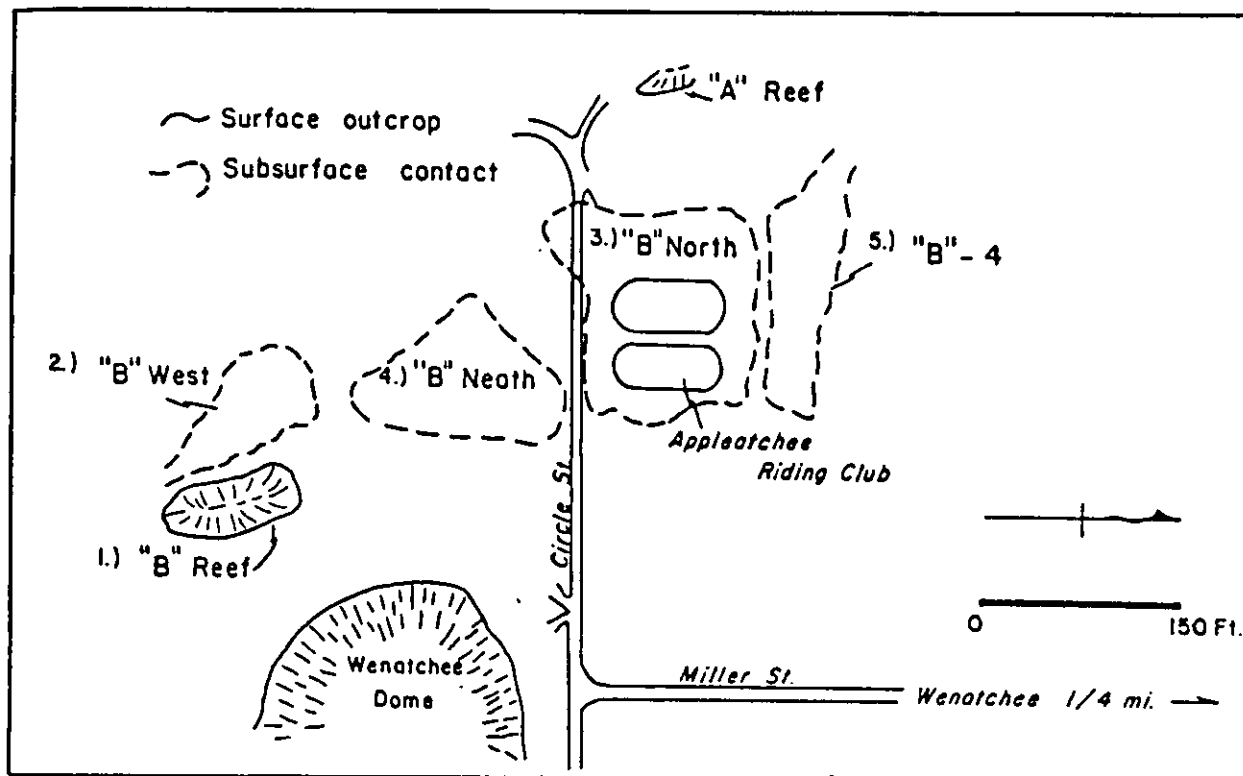 "A" Reef
Surface outcrop
Subsurface contact
3.) "B" North
5.) "B" - 4
2.) "B" West
4.) "B" Neath
Appleatchee
Riding Club
1.) "B" Reef
Circle St.
0 150 Ft.
Wenatchee
Dome
Miller St.
Wenatchee 1/4 mi.